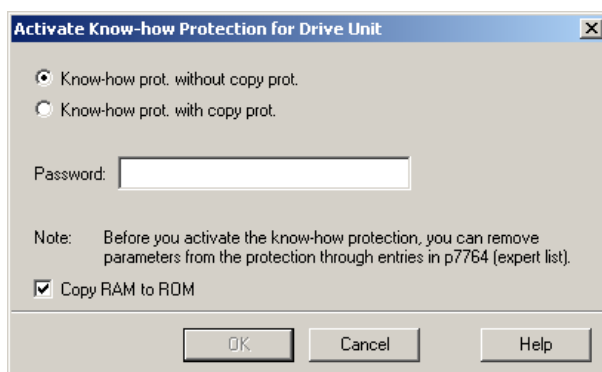 Activate Know-how Protection for Drive Unit
Know-how prot. without copy prot.
Know-how prot. with copy prot.
Password:
Note: Before you activate the know-how protection, you can remove
parameters from the protection through entries in p7764 (expert list).
Copy RAM to ROM
OK Cancel Help